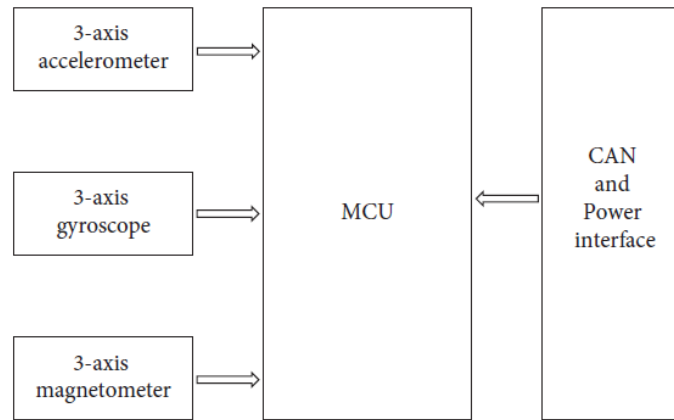 3-axis
accelerometer
3-axis
gyroscope
3-axis
magnetometer
MCU
CAN
and
Power
interface